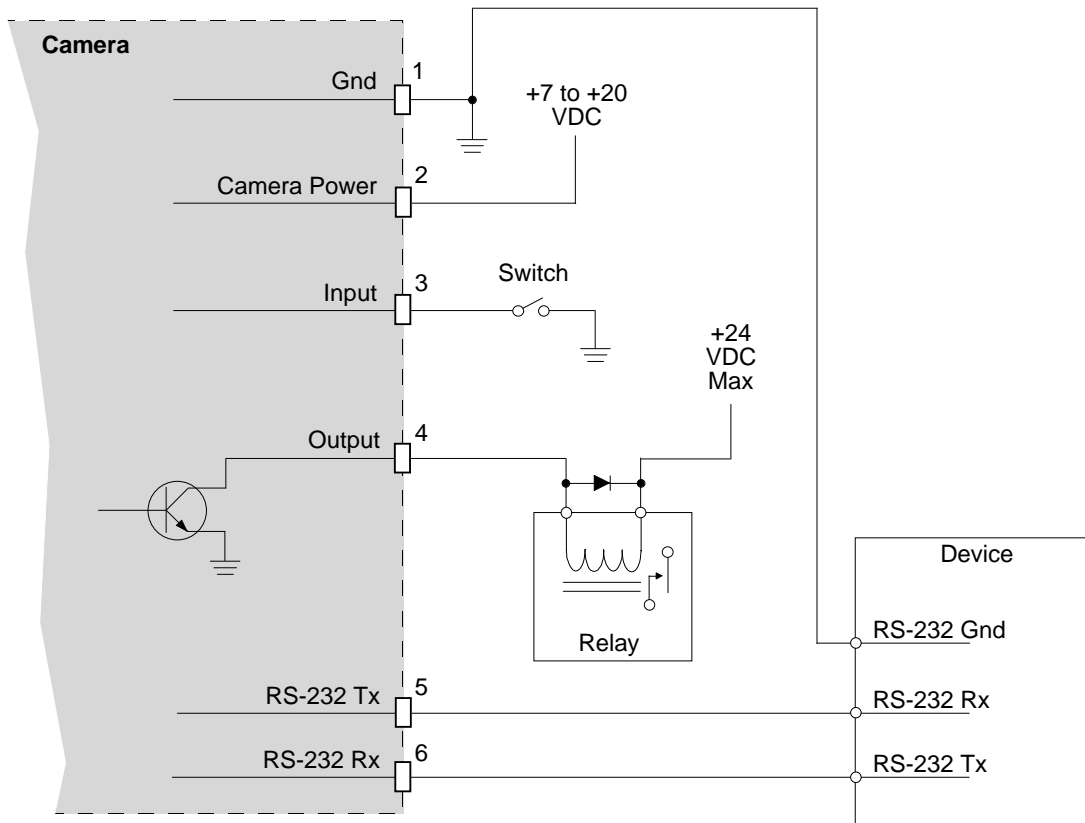 Camera
Gnd
1
+7 to +20
VDC
Camera Power
2
Input
3
Switch
+24
VDC
Max
Output
4
Relay
Device
RS-232 Gnd
RS-232 Tx
5
RS-232 Rx
RS-232 Rx
6
RS-232 Tx